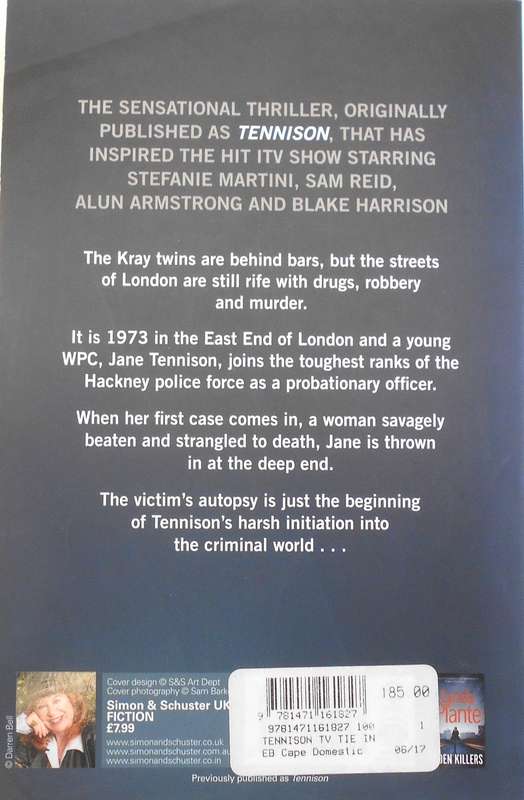 THE SENSATIONAL THRILLER, ORIGINALLY
PUBLISHED AS TENNISON, THAT HAS
INSPIRED THE HIT ITV SHOW STARRING
STEFANIE MARTINI, SAM REID,
ALUN ARMSTRONG AND BLAKE HARRISON
The Kray twins are behind bars, but the streets
of London are still rife with drugs, robbery
and murder.
It is 1973 in the East End of London and a young
WPC, Jane Tennison, joins the toughest ranks of the
Hackney police force as a probationary officer.
When her first case comes in, a woman savagely
beaten and strangled to death, Jane is thrown
in at the deep end.
The victim's autopsy is just the beginning
of Tennison's harsh initiation into
the criminal world . . .
© Darren Bell
Cover design © S&S Art Dept
Cover photography © Sam
Simon & Schuster UK
FICTION
£7.99
www.simonandschuster.co.uk
www.simonandschuster.com.au
www.simonandschuster.co.in
185.00
9 781471 161827
9781471161827 100 1
TENNISON TV TIE IN
EB Cape Domestic 06/17
Previously published as Tennison